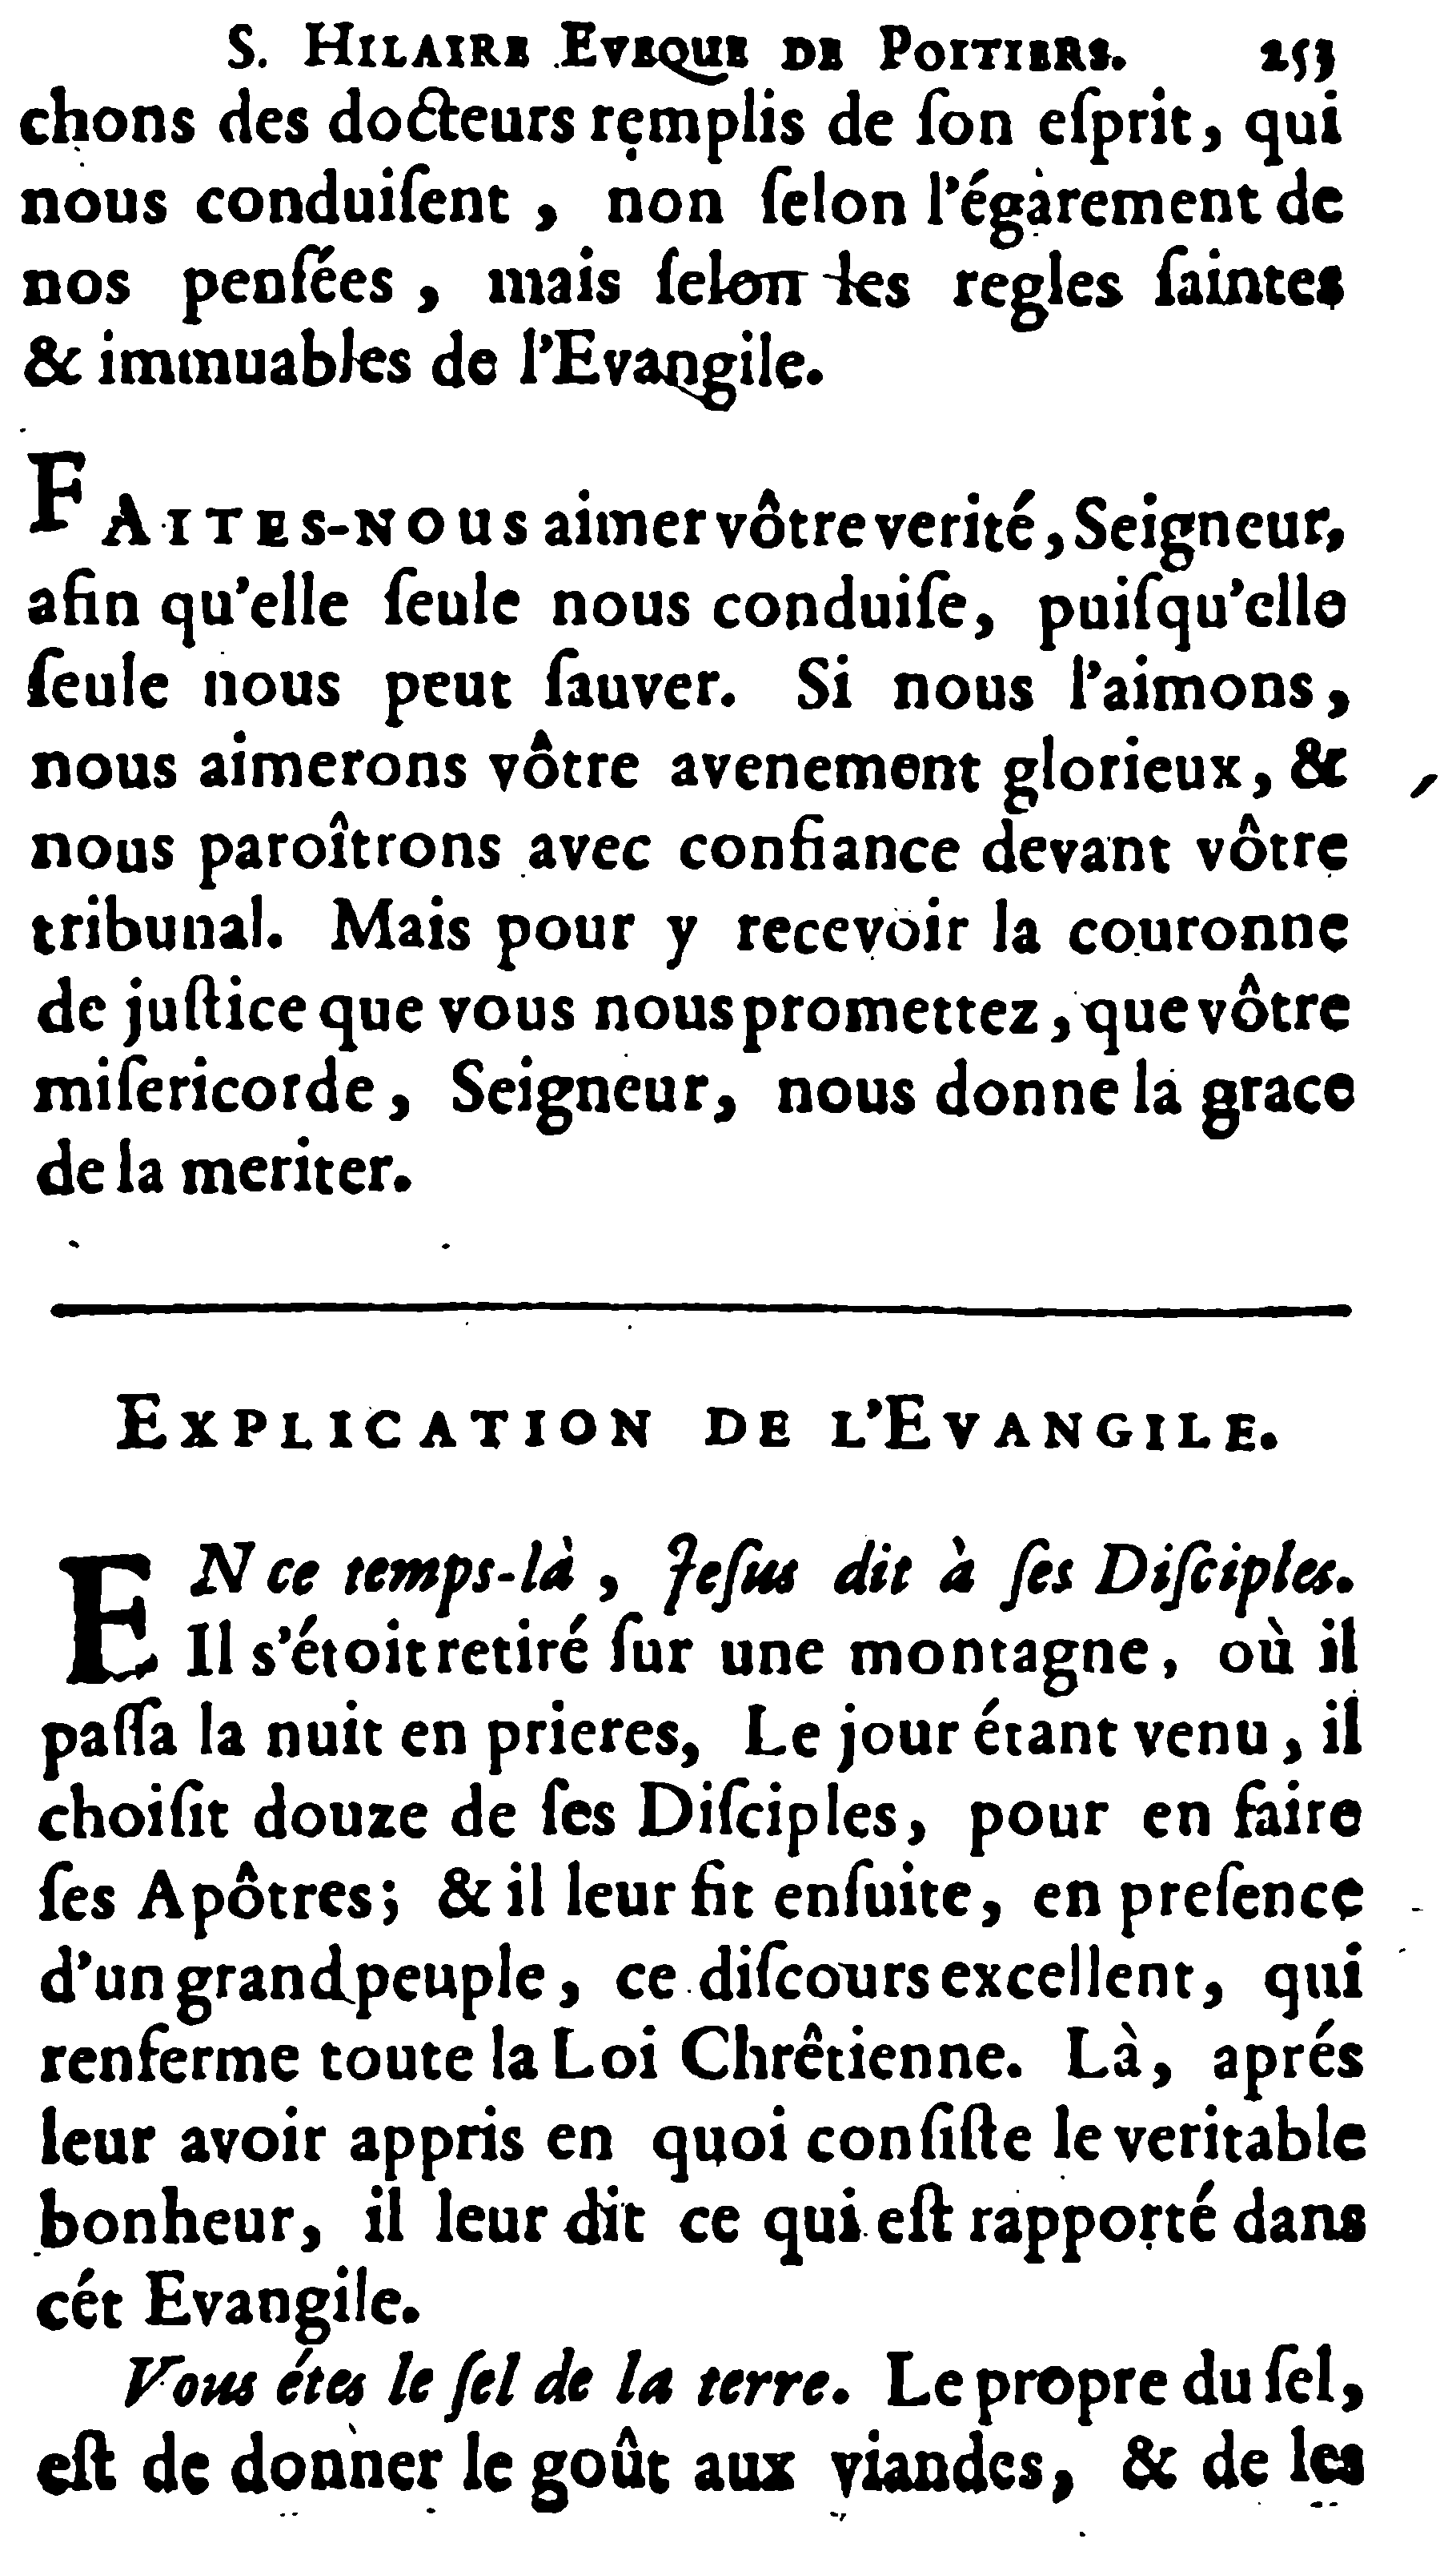 S. HILAIRE EVEQUE DE POITIERS. 253
chons des docteurs remplis de ſon eſprit, qui
nous conduiſent, non ſelon l'égarement de
nos penſées, mais ſelon les regles ſaintes
& immuables de l'Evangile.
FAITES-NOUS aimer vôtre verité, Seigneur,
afin qu'elle ſeule nous conduiſe, puiſqu'elle
ſeule nous peut ſauver. Si nous l'aimons,
nous aimerons vôtre avenement glorieux, &
nous paroîtrons avec confiance devant vôtre
tribunal. Mais pour y recevoir la couronne
de juſtice que vous nous promettez, que vôtre
miſericorde, Seigneur, nous donne la grace
de la meriter.
EXPLICATION DE L'EVANGILE.
EN ce temps-là, Jeſus dit à ſes Diſciples.
Il s'étoit retiré ſur une montagne, où il
paſſa la nuit en prieres, Le jour étant venu, il
choiſit douze de ſes Diſciples, pour en faire
ſes Apôtres; & il leur fit enſuite, en preſence
d'un grand peuple, ce diſcours excellent, qui
renferme toute la Loi Chrêtienne. Là, aprés
leur avoir appris en quoi conſiſte le veritable
bonheur, il leur dit ce qui eſt rapporté dans
cét Evangile.
Vous étes le ſel de la terre. Le propre du ſel,
eſt de donner le goût aux viandes, & de les